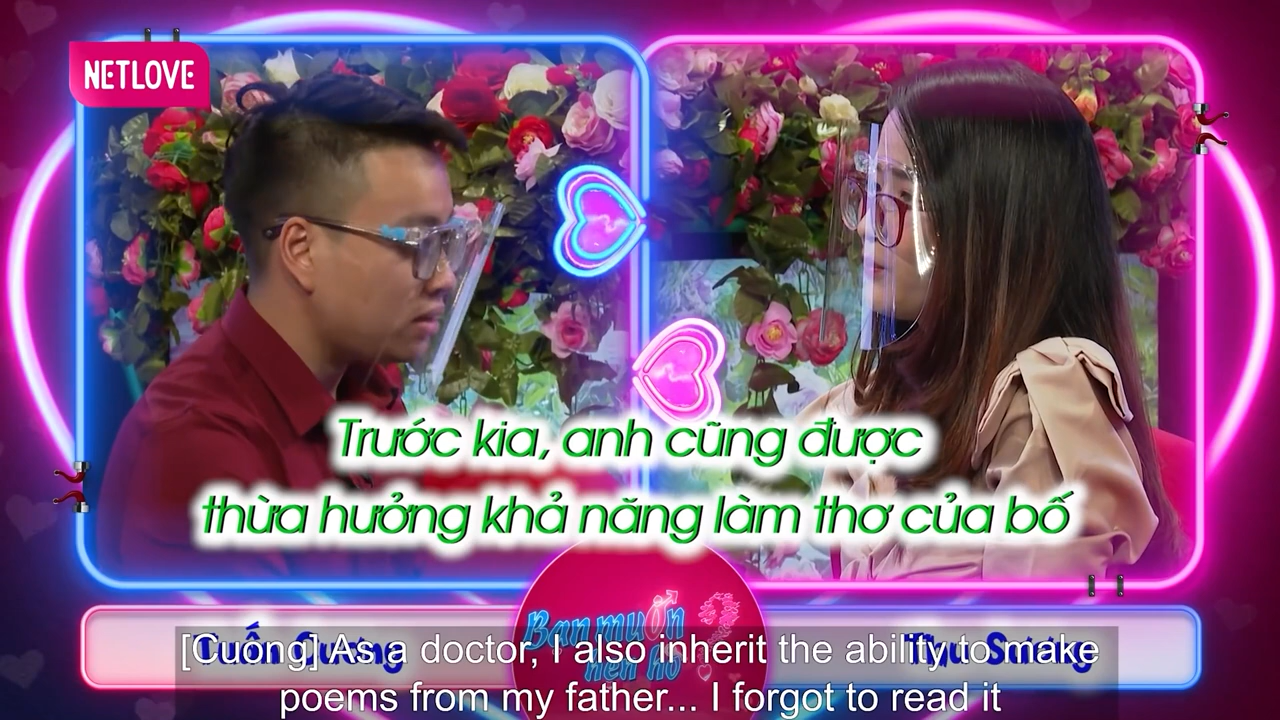 NETLOVE
Trước kia, anh cũng được
thừa hưởng khả năng làm thơ của bố
Bạn muốn
hẹn hò
[Cuông] As a doctor, I also inherit the ability to make
poems from my father... I forgot to read it